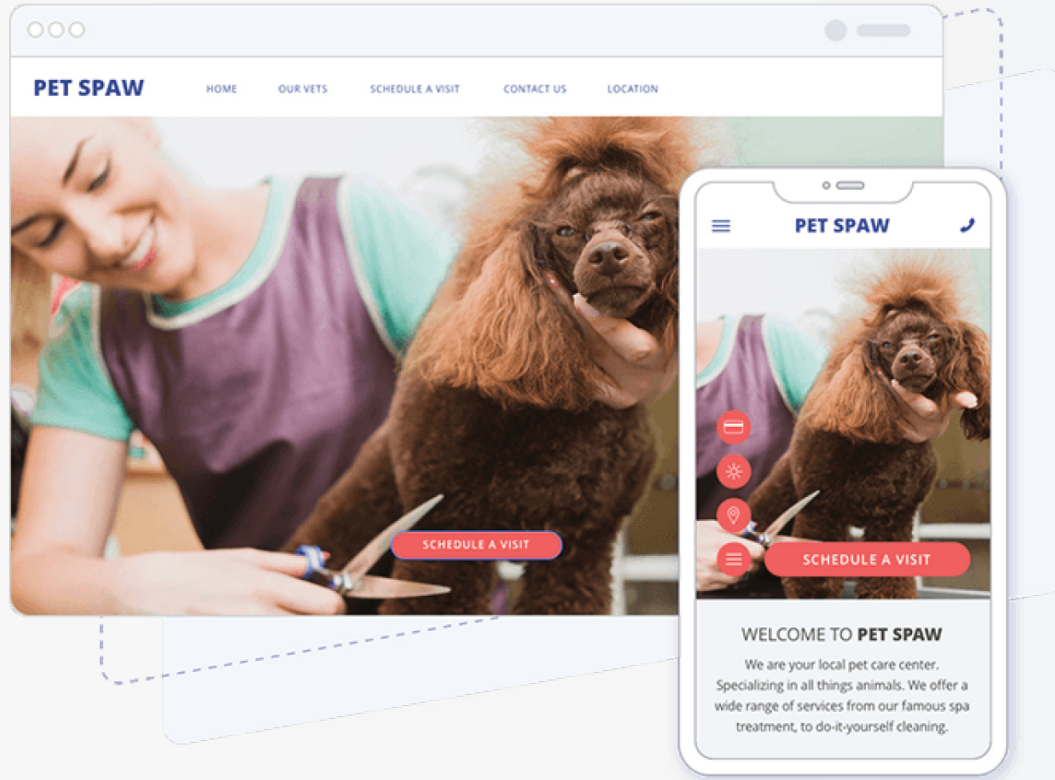 PET SPAW
HOME OUR VETS SCHEDULE A VISIT CONTACT US LOCATION
SCHEDULE A VISIT
PET SPAW
SCHEDULE A VISIT
WELCOME TO PET SPAW
We are your local pet care center.
Specializing in all things animals. We offer a
wide range of services from our famous spa
treatment, to do-it-yourself cleaning.